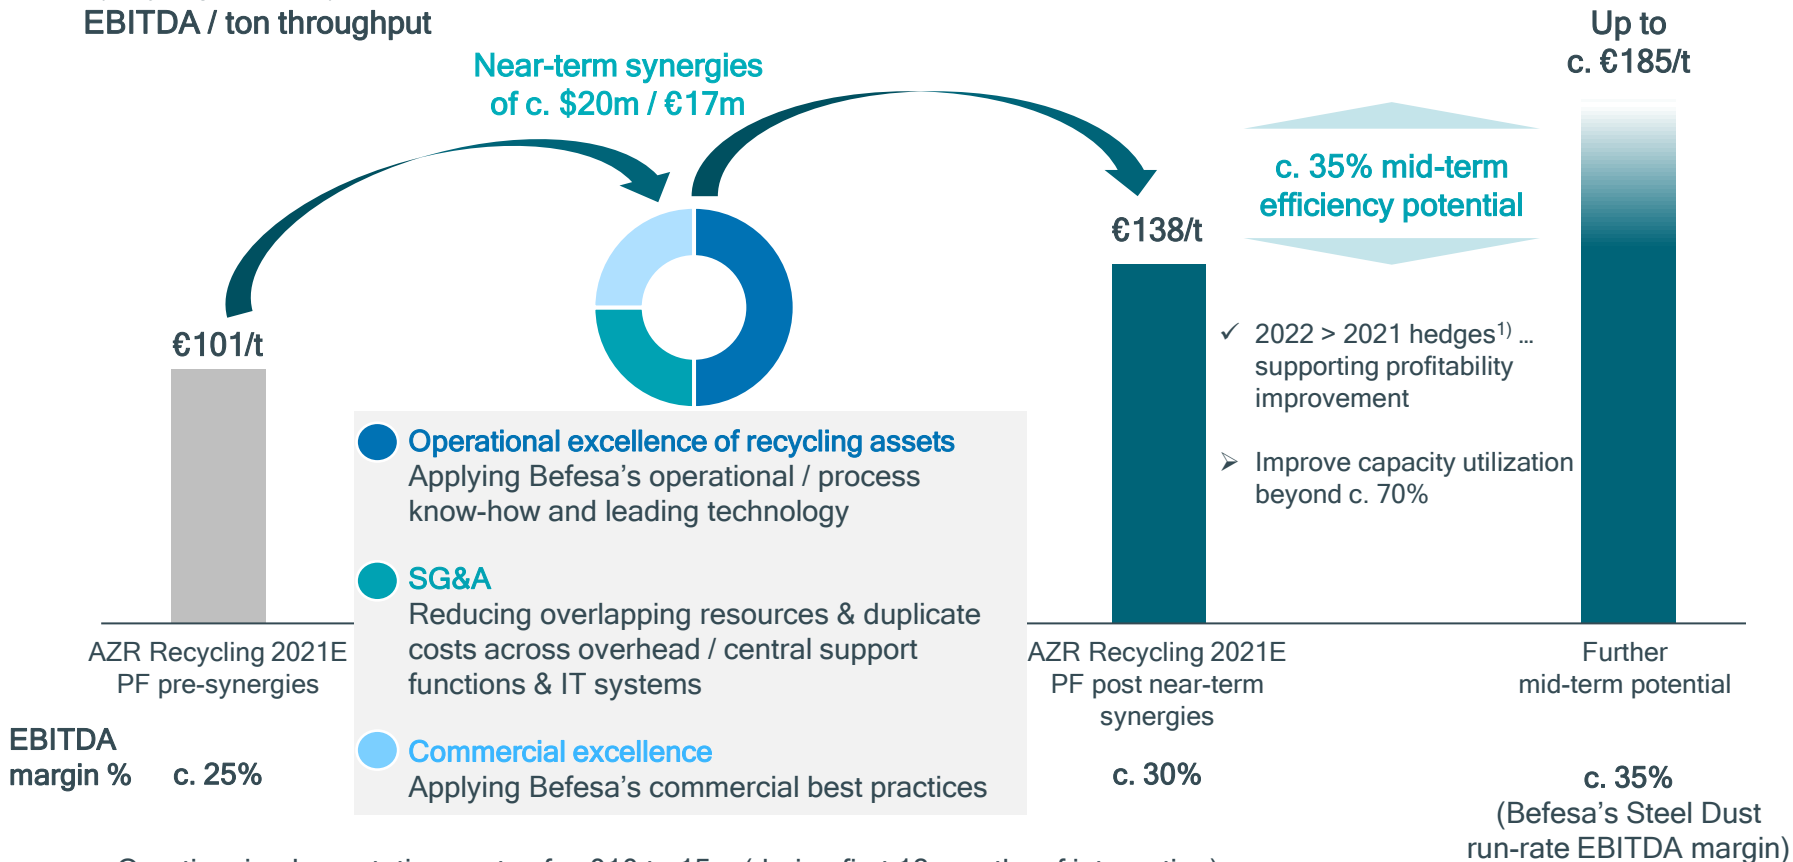 EBITDA / ton throughput
Near-term synergies
of c. $20m / €17m
Up to
c. €185/t
c. 35% mid-term
efficiency potential
€138/t
€101/t
✓ 2022 > 2021 hedges1) ...
supporting profitability
improvement
➢ Improve capacity utilization
beyond c. 70%
Operational excellence of recycling assets
Applying Befesa's operational / process
know-how and leading technology
SG&A
Reducing overlapping resources & duplicate
costs across overhead / central support
functions & IT systems
Commercial excellence
Applying Befesa's commercial best practices
AZR Recycling 2021E
PF pre-synergies
AZR Recycling 2021E
PF post near-term
synergies
Further
mid-term potential
EBITDA
margin %
c. 25%
c. 30%
c. 35%
(Befesa's Steel Dust
run-rate EBITDA margin)